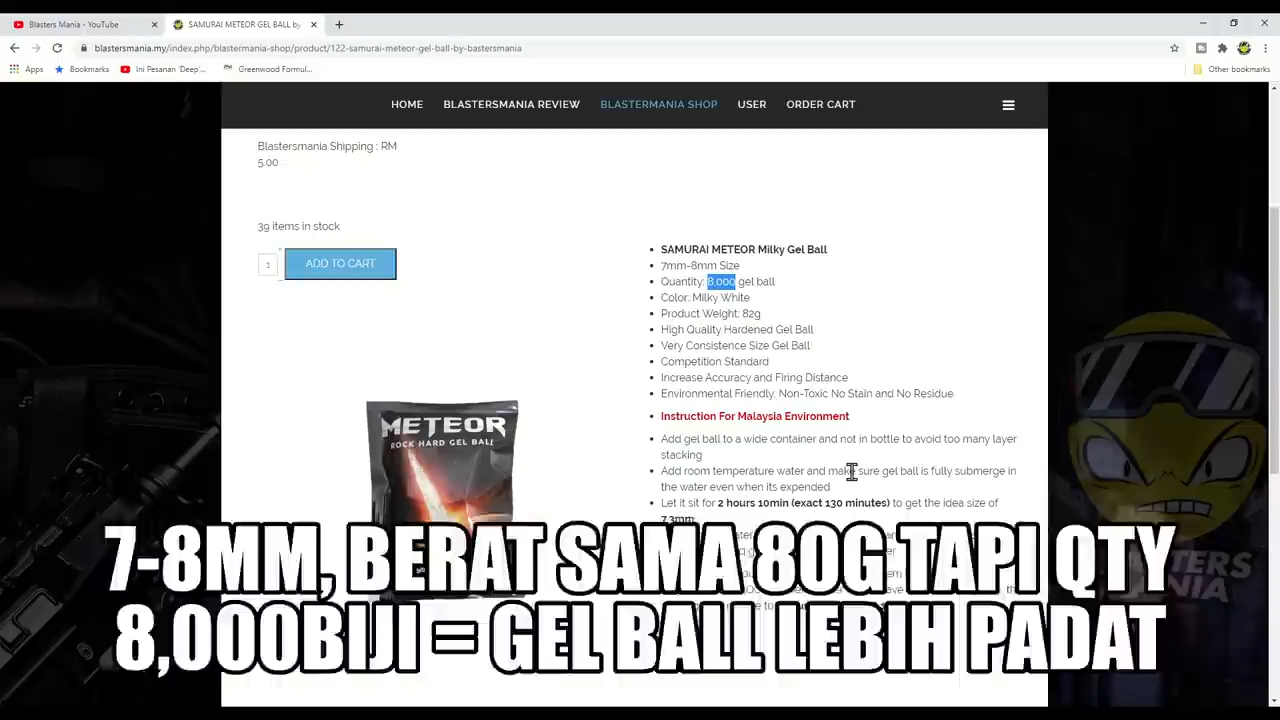 Blasters Mania - YouTube
SAMURAI METEOR GEL BALL by
blastersmania.my/index.php/blastermania-shop/product/122-samurai-meteor-gel-ball-by-bastersmania
Apps
Bookmarks
Ini Pesanan 'Deep'...
Greenwood Formul...
Other bookmarks
HOME
BLASTERSMANIA REVIEW
BLASTERMANIA SHOP
USER
ORDER CART
Blastersmania Shipping : RM
5.00
39 items in stock
1
ADD TO CART
METEOR
ROCK HARD GEL BALL
SAMURAI METEOR Milky Gel Ball
7mm-8mm Size
Quantity: 8,000 gel ball
Color: Milky White
Product Weight: 82g
High Quality Hardened Gel Ball
Very Consistence Size Gel Ball
Competition Standard
Increase Accuracy and Firing Distance
Environmental Friendly, Non-Toxic No Stain and No Residue
Instruction For Malaysia Environment
Add gel ball to a wide container and not in bottle to avoid too many layer
stacking
Add room temperature water and make sure gel ball is fully submerge in
the water even when its expended
Let it sit for 2 hours 10min (exact 130 minutes) to get the idea size of
7.3mm
7-8MM, BERAT SAMA 80G TAPI QTY
8,000BIJI = GEL BALL LEBIH PADAT